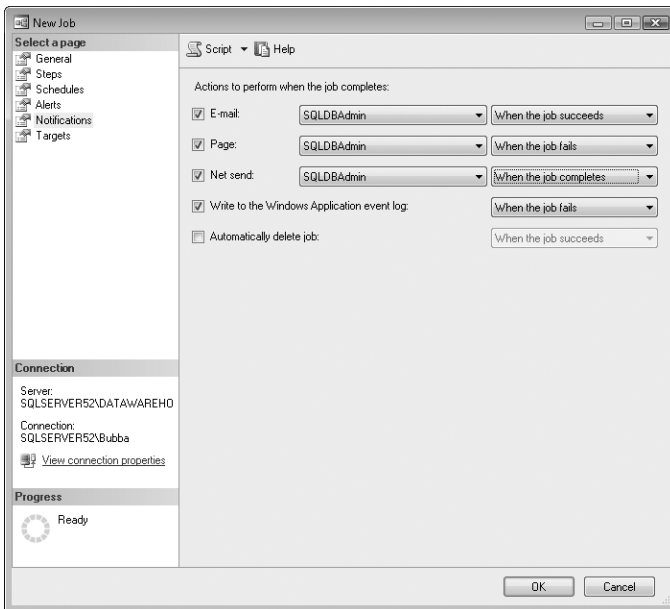 New Job
Select a page
General
Steps
Schedules
Alerts
Notifications
Targets
Script Help
Actions to perform when the job completes:
E-mail: SQLDBAdmin When the job succeeds
Page: SQLDBAdmin When the job fails
Net send: SQLDBAdmin When the job completes
Write to the Windows Application event log: When the job fails
Automatically delete job: When the job succeeds
Connection
Server:
SQLSERVER52\DATAWAREHO
Connection:
SQLSERVER52\Bubba
View connection properties
Progress
Ready
OK Cancel